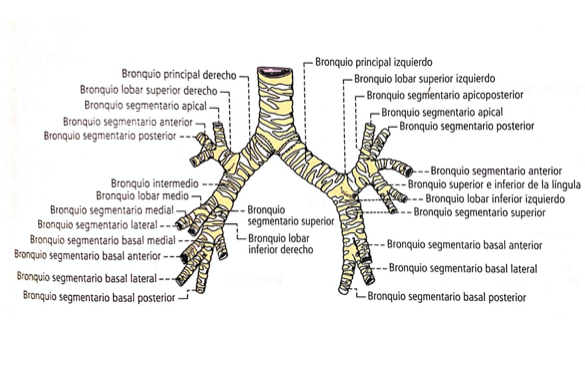 Bronquio principal derecho
Bronquio lobar superior derecho
Bronquio segmentario apical
Bronquio segmentario anterior
Bronquio segmentario posterior
Bronquio intermedio
Bronquio lobar medio
Bronquio segmentario medial
Bronquio segmentario lateral
Bronquio segmentario basal medial
Bronquio segmentario basal anterior
Bronquio segmentario basal lateral
Bronquio segmentario basal posterior
Bronquio
segmentario superior
Bronquio lobar
inferior derecho
Bronquio principal izquierdo
Bronquio lobar superior izquierdo
Bronquio segmentario apicoposterior
Bronquio segmentario apical
Bronquio segmentario posterior
Bronquio segmentario anterior
Bronquio superior e inferior de la língula
Bronquio lobar inferior izquierdo
Bronquio segmentario superior
Bronquio segmentario basal anterior
Bronquio segmentario basal lateral
Bronquio segmentario basal posterior